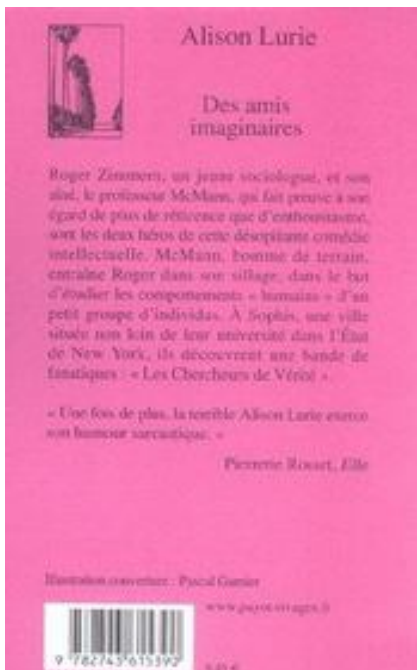 Alison Lurie
Des amis
imaginaires
Roger Zimmern, un jeune sociologue, et son
aîné, le professeur McMann, qui fait preuve à son
égard de plus de réticence que d'enthousiasme,
sont les deux héros de cette désopilante comédie
intellectuelle. McMann, homme de terrain,
entraîne Roger dans son sillage, dans le but
d'étudier les comportements « humains » d'un
petit groupe d'individus. À Sophis, une ville
située non loin de leur université dans l'État
de New York, ils découvrent une bande de
fanatiques : « Les Chercheurs de Vérité ».
« Une fois de plus, la terrible Alison Lurie exerce
son humour sarcastique. »
Pierrette Rosset, Elle
Illustration couverture : Pascal Garnier
www.payot-rivages.fr
9 782743 615390